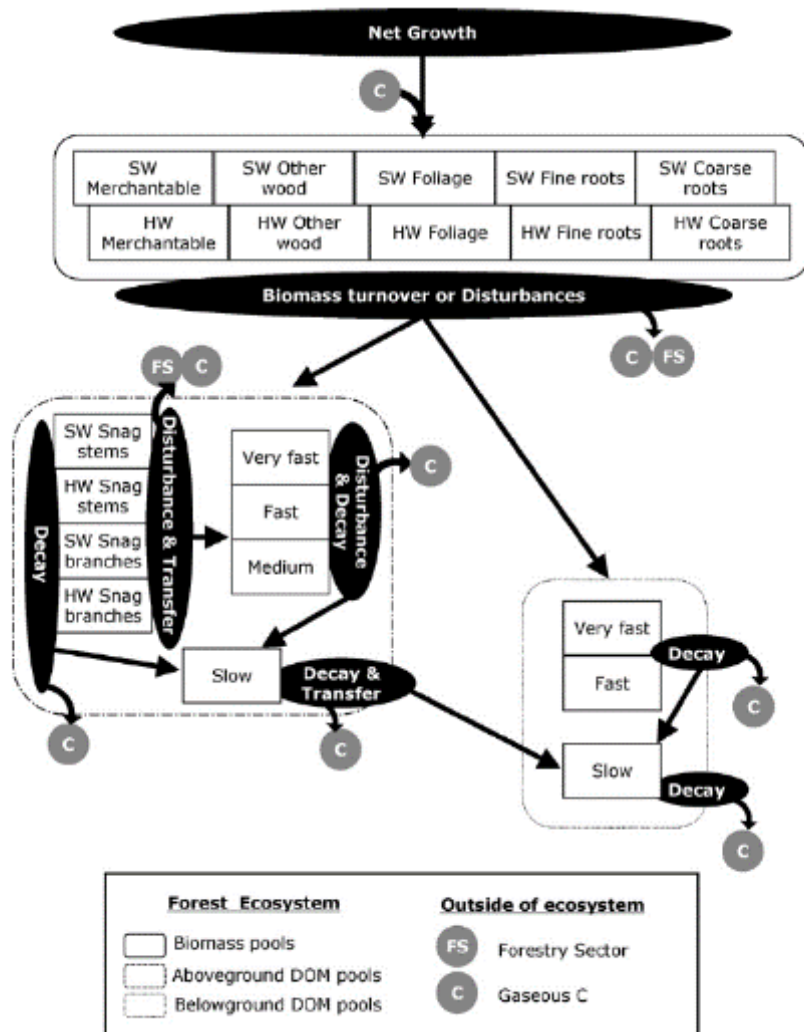 Net Growth
C
SW Merchantable
SW Other wood
SW Foliage
SW Fine roots
SW Coarse roots
HW Merchantable
HW Other wood
HW Foliage
HW Fine roots
HW Coarse roots
Biomass turnover or Disturbances
C
FS
FS
C
Decay
SW Snag stems
HW Snag stems
SW Snag branches
HW Snag branches
Disturbance & Transfer
Very fast
Fast
Medium
Disturbance & Decay
C
Slow
Decay & Transfer
C
C
Very fast
Fast
Decay
C
Slow
Decay
C
Forest Ecosystem
Biomass pools
Aboveground DOM pools
Belowground DOM pools
Outside of ecosystem
FS
Forestry Sector
C
Gaseous C